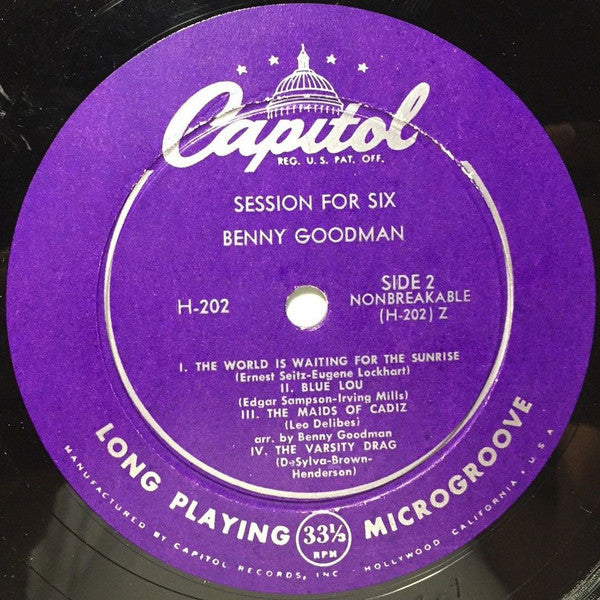 Capitol
REG. U.S. PAT. OFF.
SESSION FOR SIX
BENNY GOODMAN
H-202
SIDE 2
NONBREAKABLE
(H-202) Z
I. THE WORLD IS WAITING FOR THE SUNRISE
(Ernest Seitz-Eugene Lockhart)
II. BLUE LOU
(Edgar Sampson-Irving Mills)
III. THE MAIDS OF CADIZ
(Leo Delibes)
arr. by Benny Goodman
IV. THE VARSITY DRAG
(DeSylva-Brown-
Henderson)
LONG PLAYING 33⅓ RPM MICROGROOVE
MANUFACTURED BY CAPITOL RECORDS, INC · HOLLYWOOD, CALIFORNIA · U S A